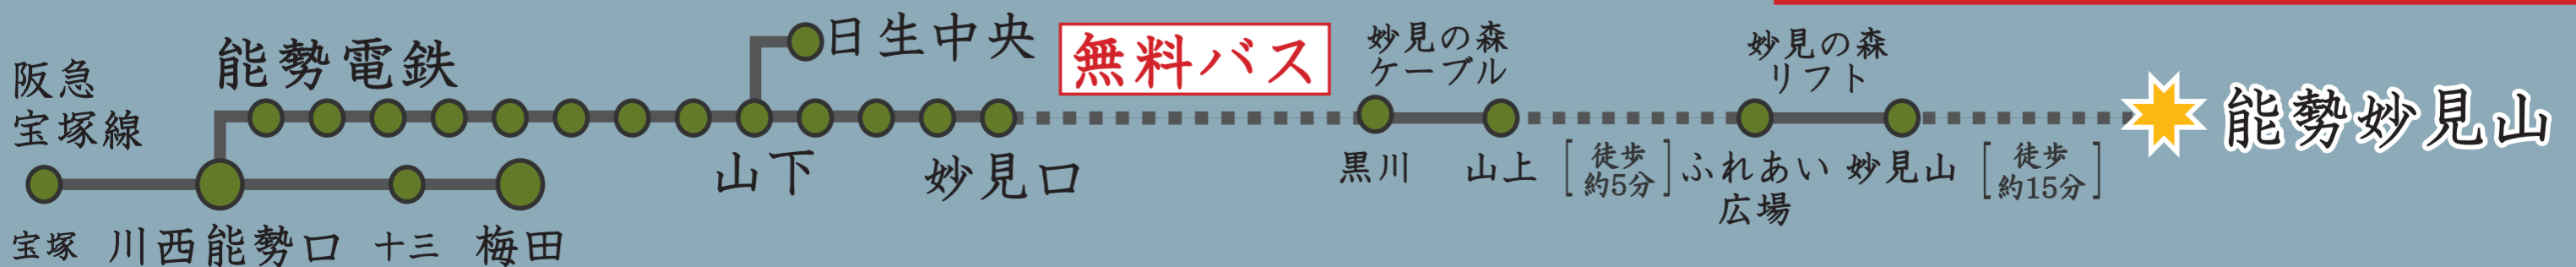 阪急
宝塚線
能勢電鉄
日生中央
無料バス
妙見の森
ケーブル
妙見の森
リフト
能勢妙見山
山下
妙見口
黒川
山上
徒歩
約5分
ふれあい
広場
妙見山
徒歩
約15分
宝塚
川西能勢口
十三
梅田